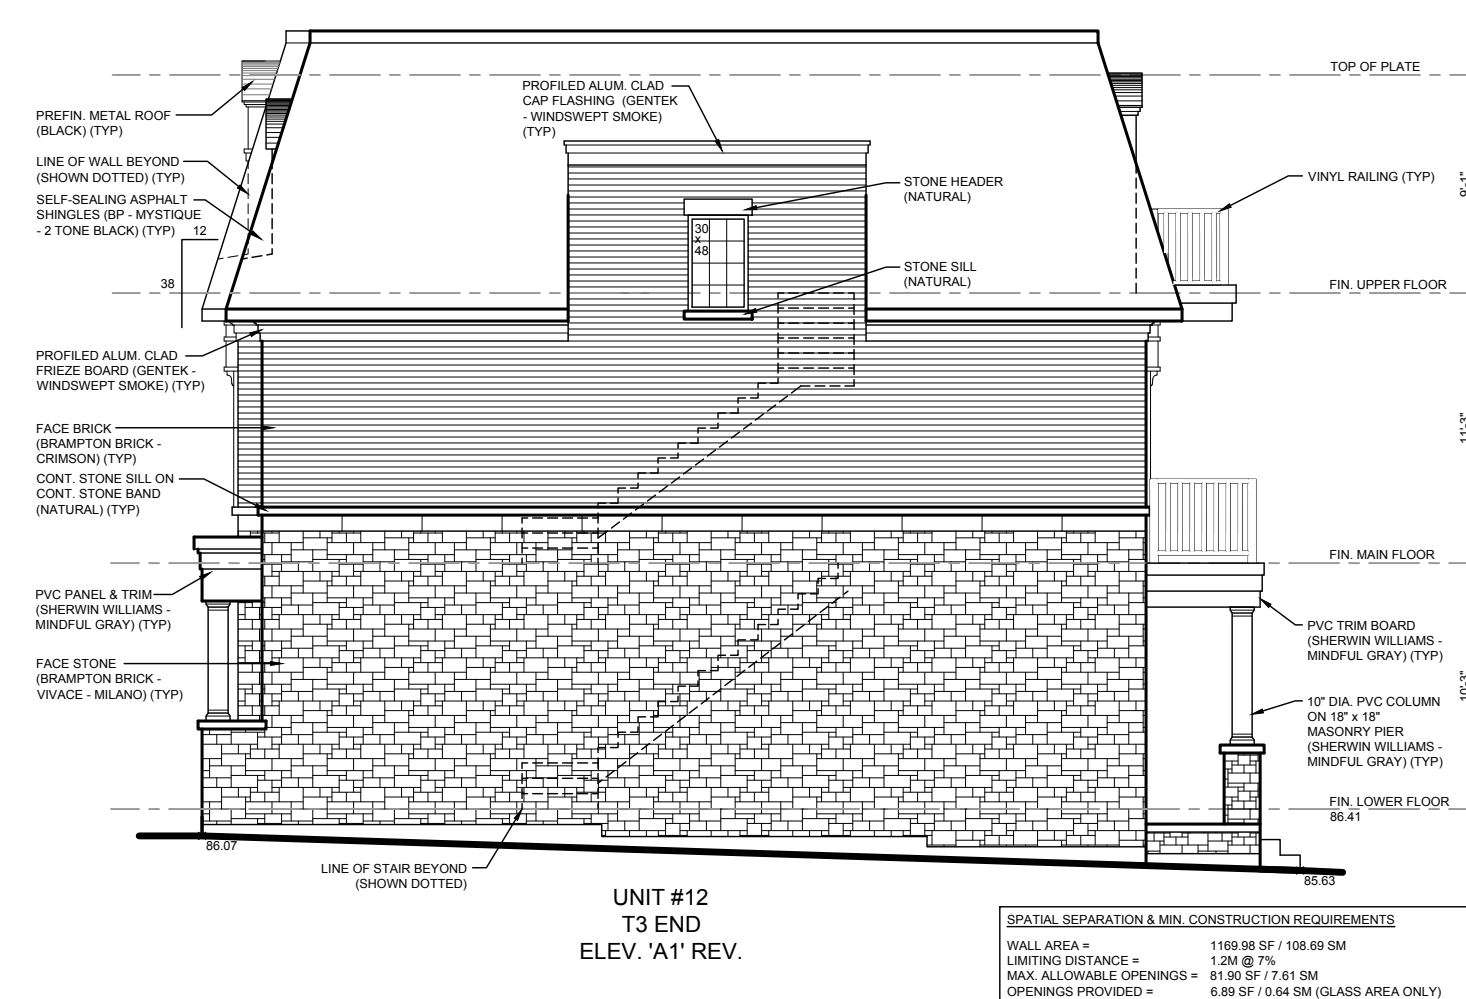 TOP OF PLATE
PROFILED ALUM. CLAD
CAP FLASHING (GENTEK
- WINDSWEPT SMOKE)
(TYP)
PREFIN. METAL ROOF
(BLACK) (TYP)
LINE OF WALL BEYOND
(SHOWN DOTTED) (TYP)
SELF-SEALING ASPHALT
SHINGLES (BP - MYSTIQUE
- 2 TONE BLACK) (TYP)
12
38
STONE HEADER
(NATURAL)
VINYL RAILING (TYP)
9'-1"
30
x
48
STONE SILL
(NATURAL)
FIN. UPPER FLOOR
PROFILED ALUM. CLAD
FRIEZE BOARD (GENTEK -
WINDSWEPT SMOKE) (TYP)
FACE BRICK
(BRAMPTON BRICK -
CRIMSON) (TYP)
11'-3"
CONT. STONE SILL ON
CONT. STONE BAND
(NATURAL) (TYP)
FIN. MAIN FLOOR
PVC PANEL & TRIM
(SHERWIN WILLIAMS -
MINDFUL GRAY) (TYP)
PVC TRIM BOARD
(SHERWIN WILLIAMS -
MINDFUL GRAY) (TYP)
FACE STONE
(BRAMPTON BRICK -
VIVACE - MILANO) (TYP)
10'-3"
10" DIA. PVC COLUMN
ON 18" x 18"
MASONRY PIER
(SHERWIN WILLIAMS -
MINDFUL GRAY) (TYP)
FIN. LOWER FLOOR
86.41
86.07
LINE OF STAIR BEYOND
(SHOWN DOTTED)
85.63
UNIT #12
T3 END
ELEV. 'A1' REV.
SPATIAL SEPARATION & MIN. CONSTRUCTION REQUIREMENTS
WALL AREA = 1169.98 SF / 108.69 SM
LIMITING DISTANCE = 1.2M @ 7%
MAX. ALLOWABLE OPENINGS = 81.90 SF / 7.61 SM
OPENINGS PROVIDED = 6.89 SF / 0.64 SM (GLASS AREA ONLY)